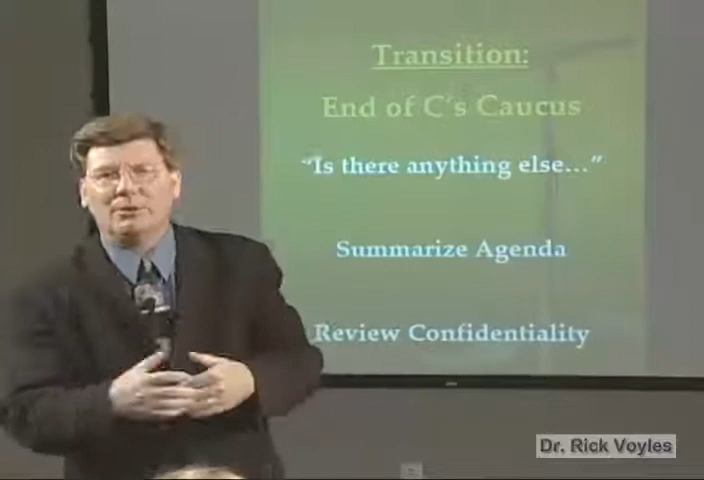 Transition:
End of C's Caucus
"Is there anything else..."
Summarize Agenda
Review Confidentiality
Dr. Rick Voyles